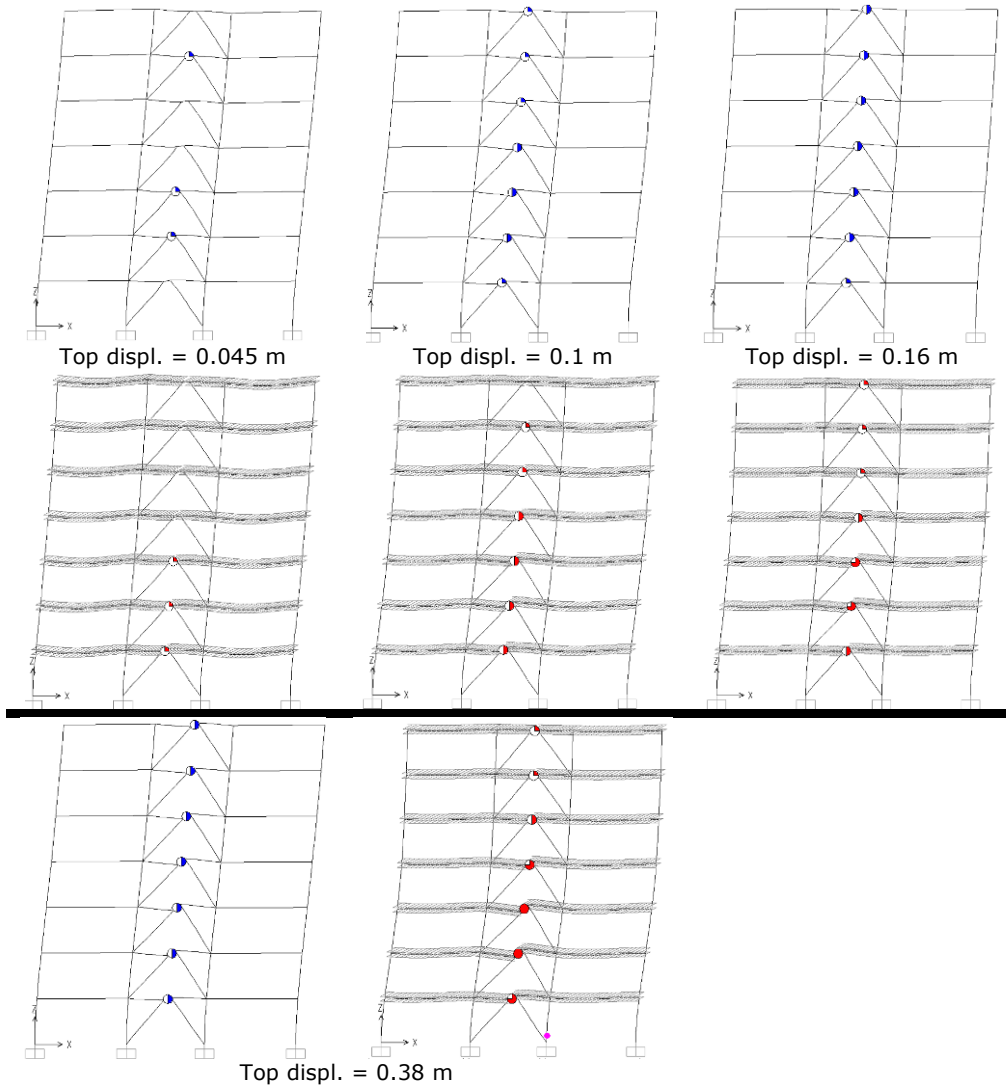 Z
X
Z
X
Z
X
Top displ. = 0.045 m
Top displ. = 0.1 m
Top displ. = 0.16 m
Z
X
Z
X
Z
X
Z
X
Z
X
Top displ. = 0.38 m